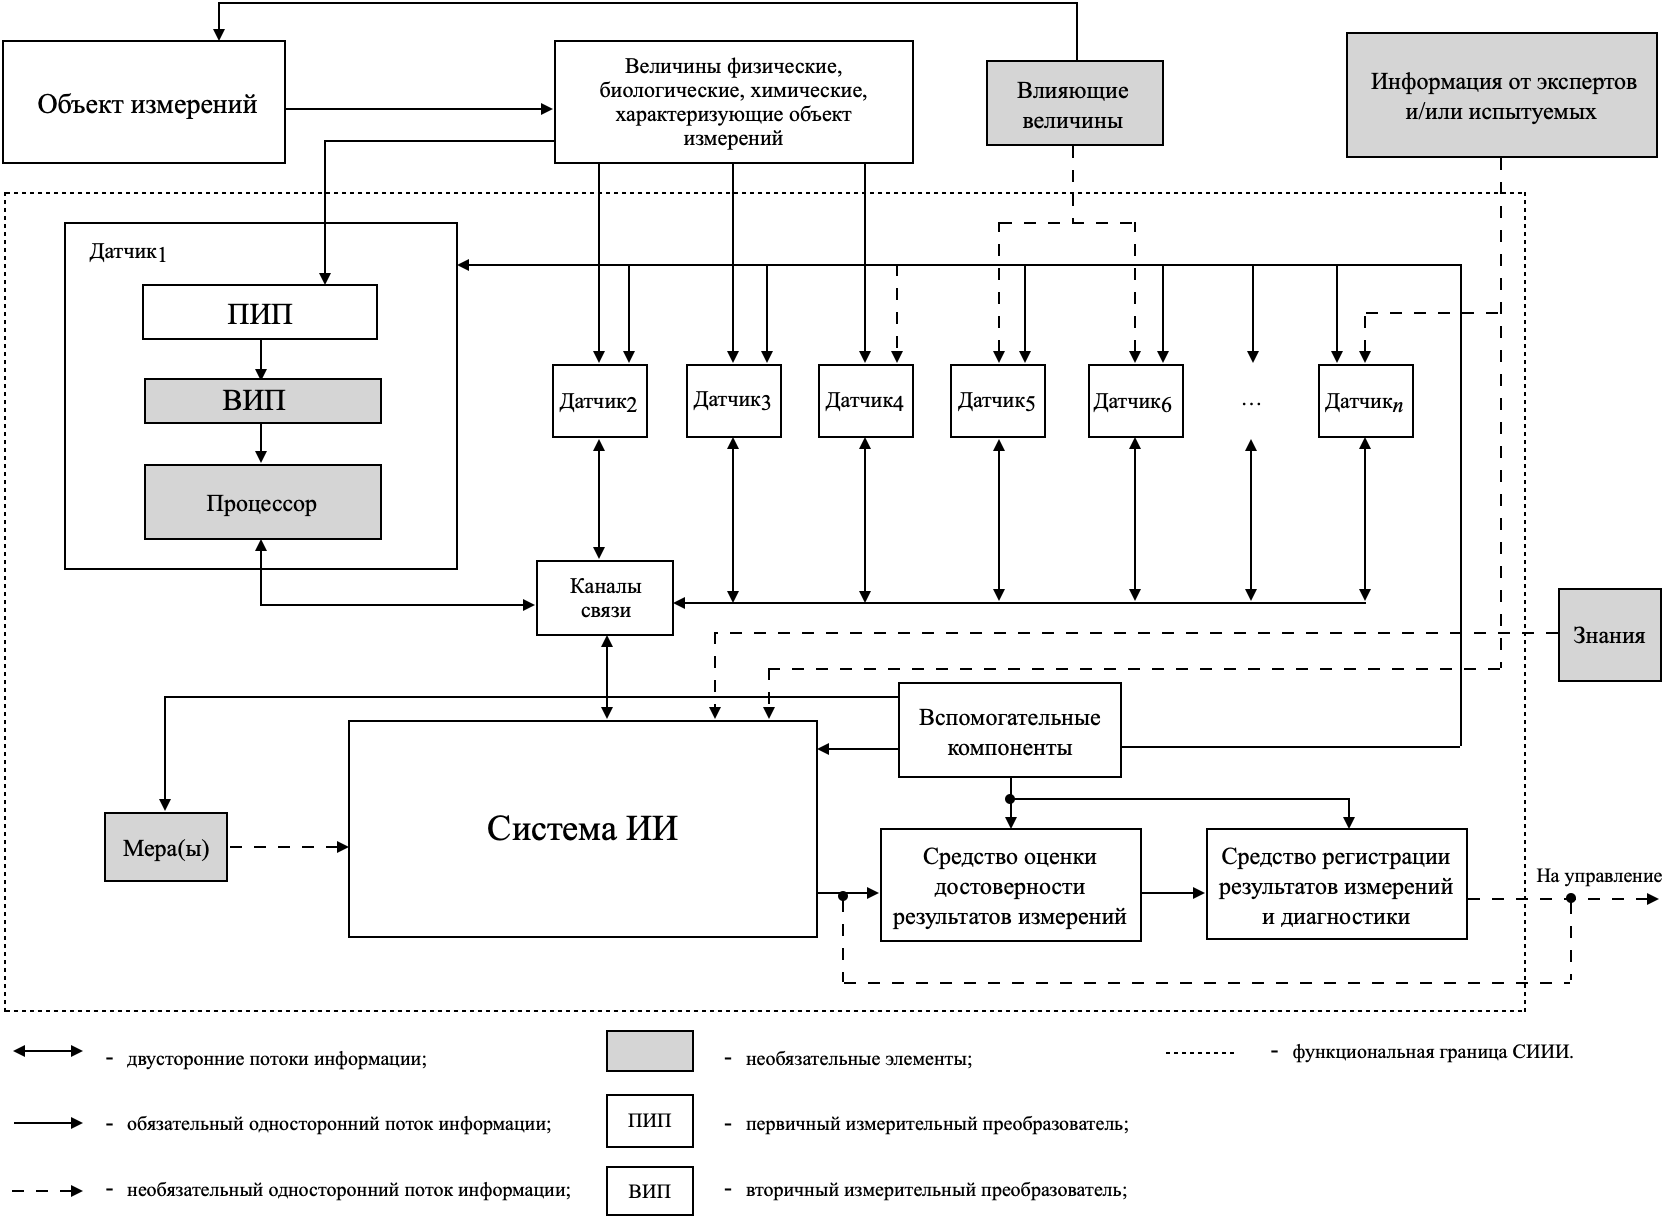 Объект измерений
Величины физические,
биологические, химические,
характеризующие объект
измерений
Влияющие
величины
Информация от экспертов
и/или испытуемых
Датчик1
ПИП
ВИП
Процессор
Датчик2
Датчик3
Датчик4
Датчик5
Датчик6
...
Датчикn
Каналы
связи
Знания
Вспомогательные
компоненты
Мера(ы)
Система ИИ
Средство оценки
достоверности
результатов измерений
Средство регистрации
результатов измерений
и диагностики
На управление
- двусторонние потоки информации;
- необязательные элементы;
- функциональная граница СИИИ.
- обязательный односторонний поток информации;
ПИП - первичный измерительный преобразователь;
- необязательный односторонний поток информации;
ВИП - вторичный измерительный преобразователь;